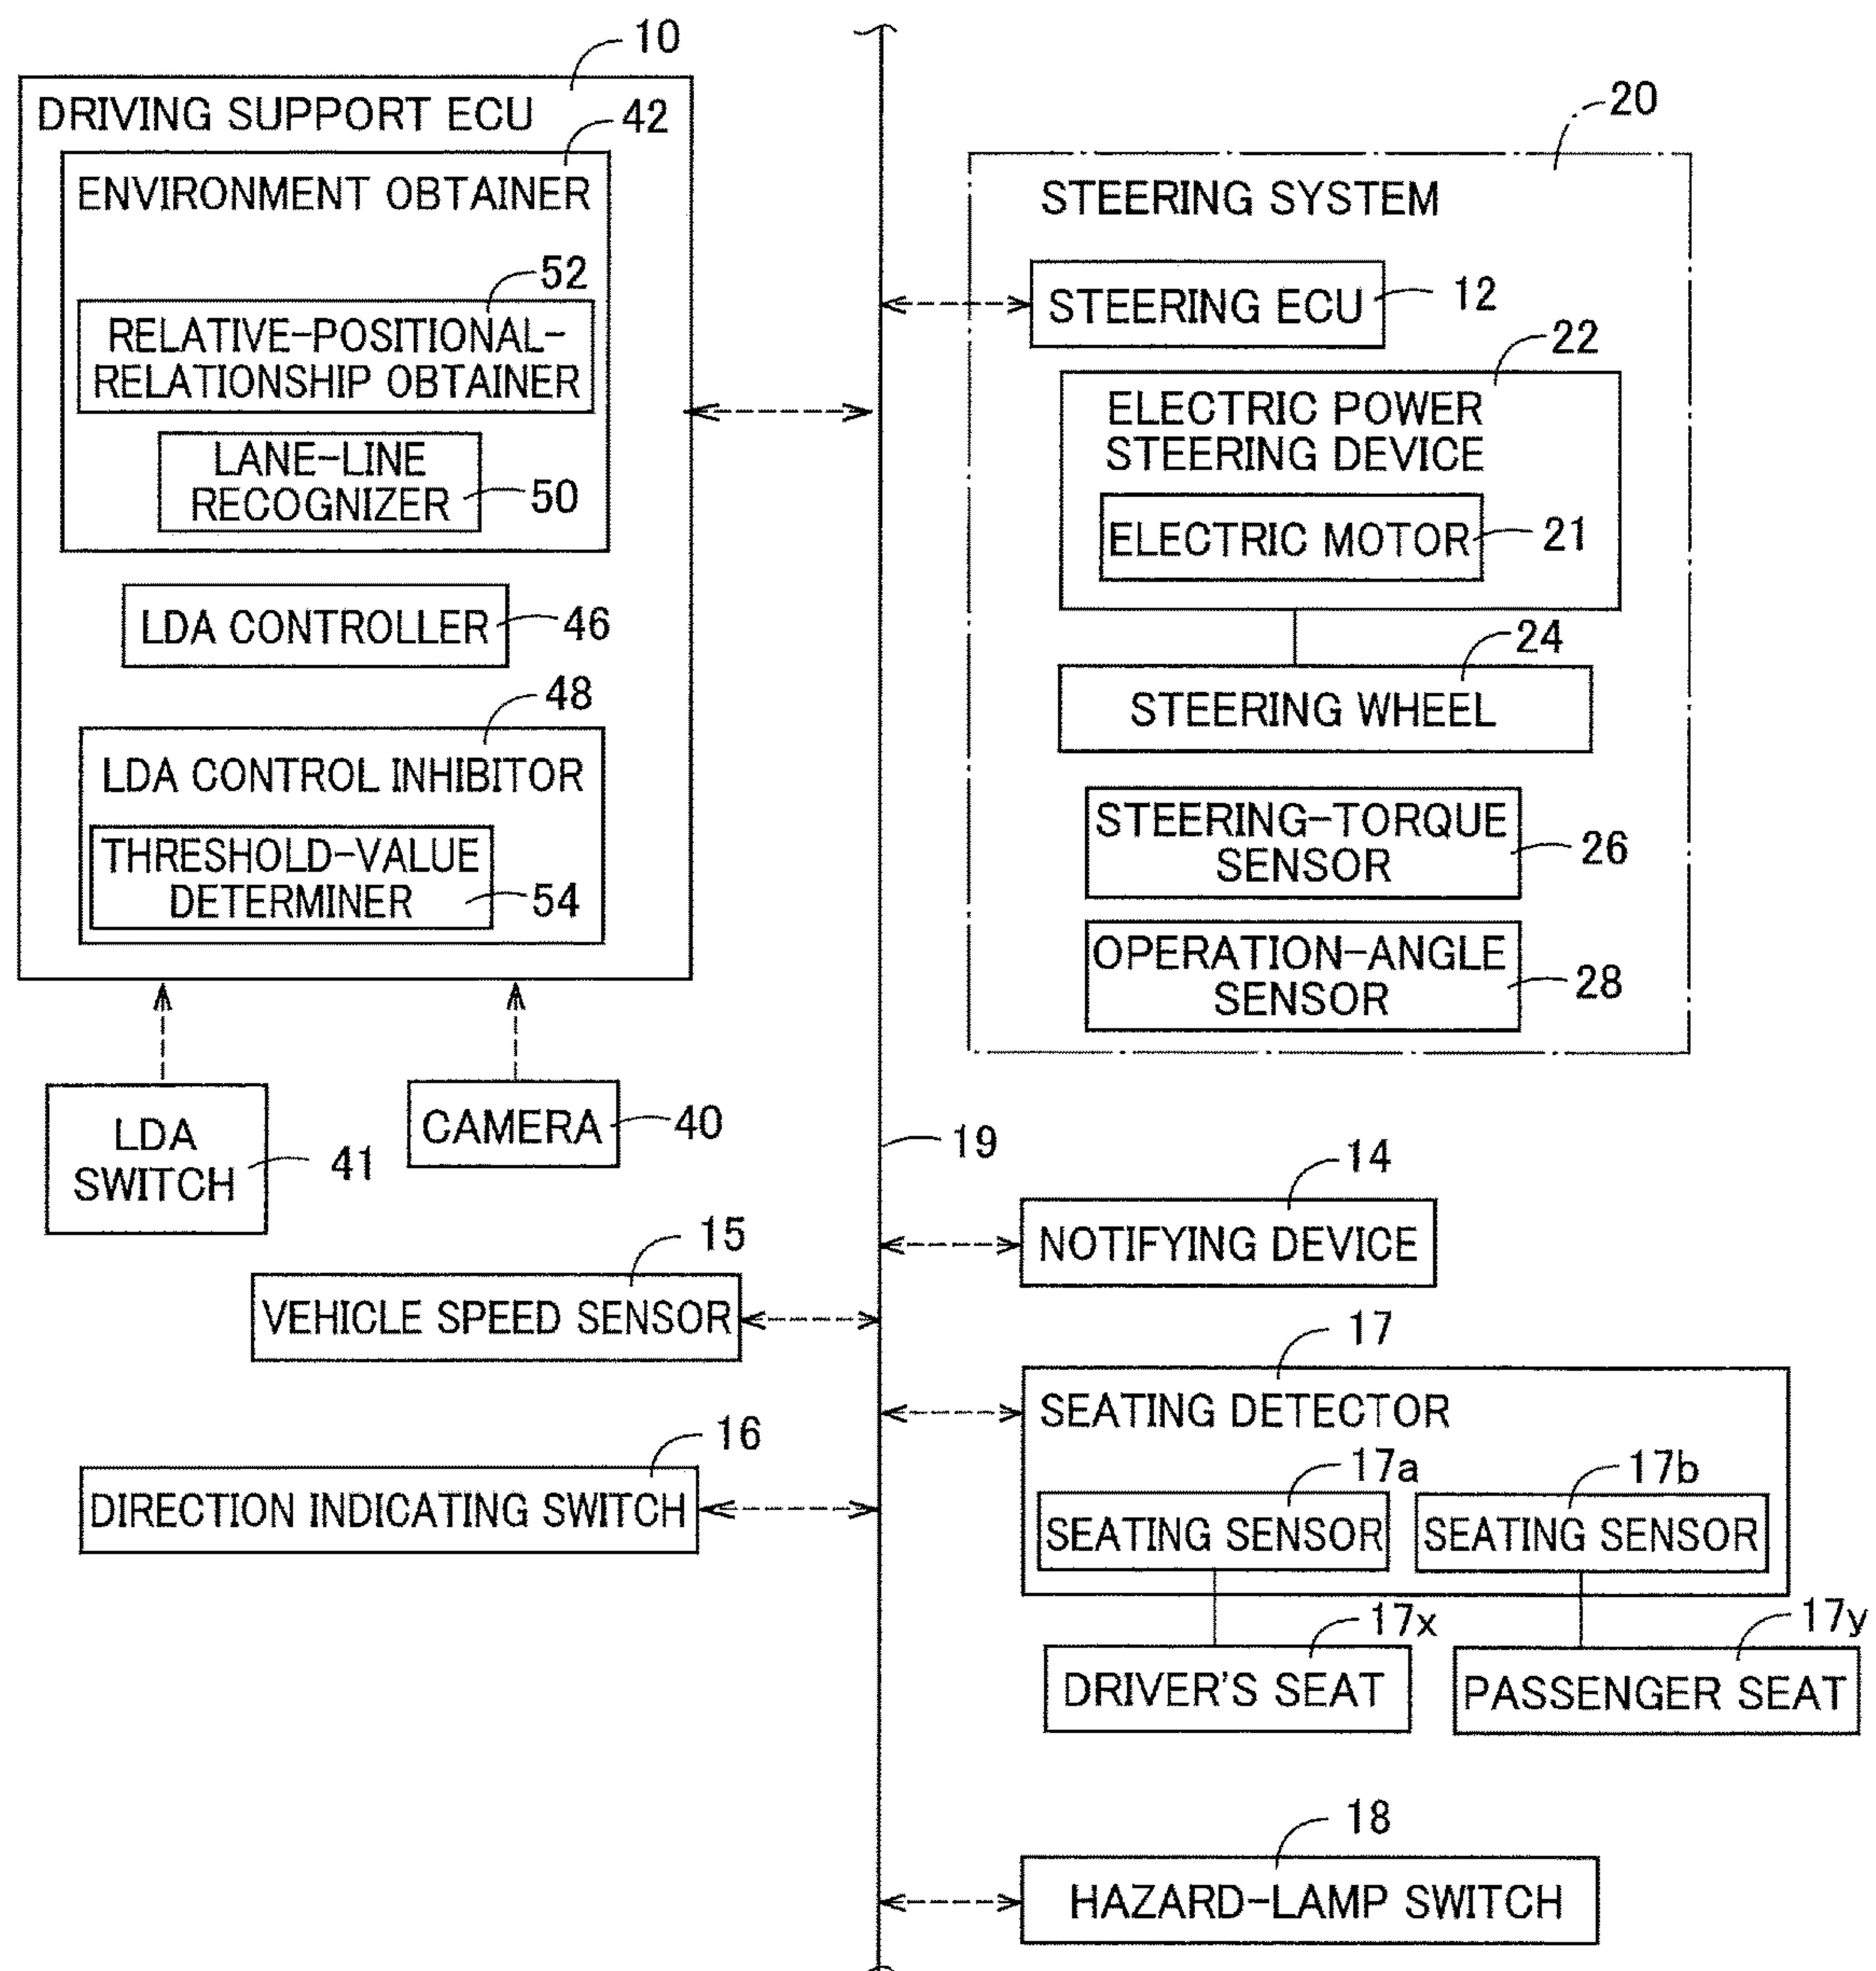 10
DRIVING SUPPORT ECU
42
ENVIRONMENT OBTAINER
52
RELATIVE-POSITIONAL-
RELATIONSHIP OBTAINER
LANE-LINE
RECOGNIZER
50
LDA CONTROLLER
46
48
LDA CONTROL INHIBITOR
THRESHOLD-VALUE
DETERMINER
54
LDA
SWITCH
41
CAMERA
40
15
VEHICLE SPEED SENSOR
16
DIRECTION INDICATING SWITCH
19
20
STEERING SYSTEM
STEERING ECU
12
22
ELECTRIC POWER
STEERING DEVICE
ELECTRIC MOTOR
21
24
STEERING WHEEL
STEERING-TORQUE
SENSOR
26
OPERATION-ANGLE
SENSOR
28
14
NOTIFYING DEVICE
17
SEATING DETECTOR
17a
SEATING SENSOR
17b
SEATING SENSOR
17x
DRIVER'S SEAT
17y
PASSENGER SEAT
18
HAZARD-LAMP SWITCH